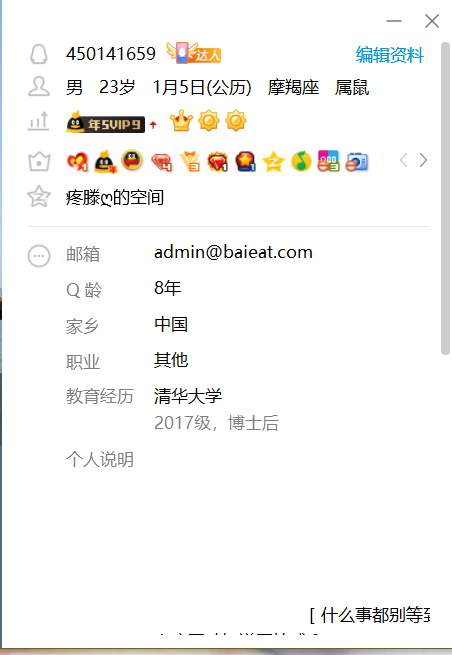 450141659 达人 编辑资料
男 23岁 1月5日(公历) 摩羯座 属鼠
年SVIP9
疼滕ღ的空间
邮箱 admin@baieat.com
Q 龄 8年
家乡 中国
职业 其他
教育经历 清华大学
2017级，博士后
个人说明
[ 什么事都别等到